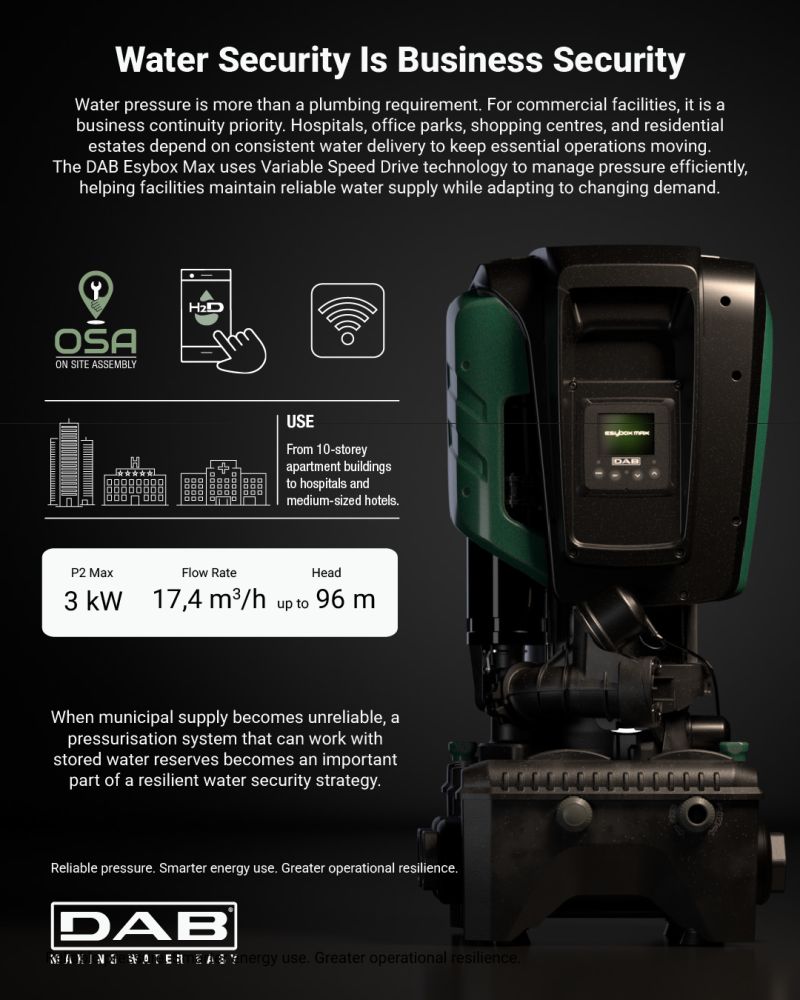 Water Security Is Business Security
Water pressure is more than a plumbing requirement. For commercial facilities, it is a
business continuity priority. Hospitals, office parks, shopping centres, and residential
estates depend on consistent water delivery to keep essential operations moving.
The DAB Esybox Max uses Variable Speed Drive technology to manage pressure efficiently,
helping facilities maintain reliable water supply while adapting to changing demand.
OSA
ON SITE ASSEMBLY
H2D
USE
From 10-storey
apartment buildings
to hospitals and
medium-sized hotels.
esybox max
DAB
P2 Max
3 kW
Flow Rate
17,4 m³/h
Head
up to 96 m
When municipal supply becomes unreliable, a
pressurisation system that can work with
stored water reserves becomes an important
part of a resilient water security strategy.
Reliable pressure. Smarter energy use. Greater operational resilience.
DAB®
MAKING WATER EASY
energy use. Greater operational resilience.